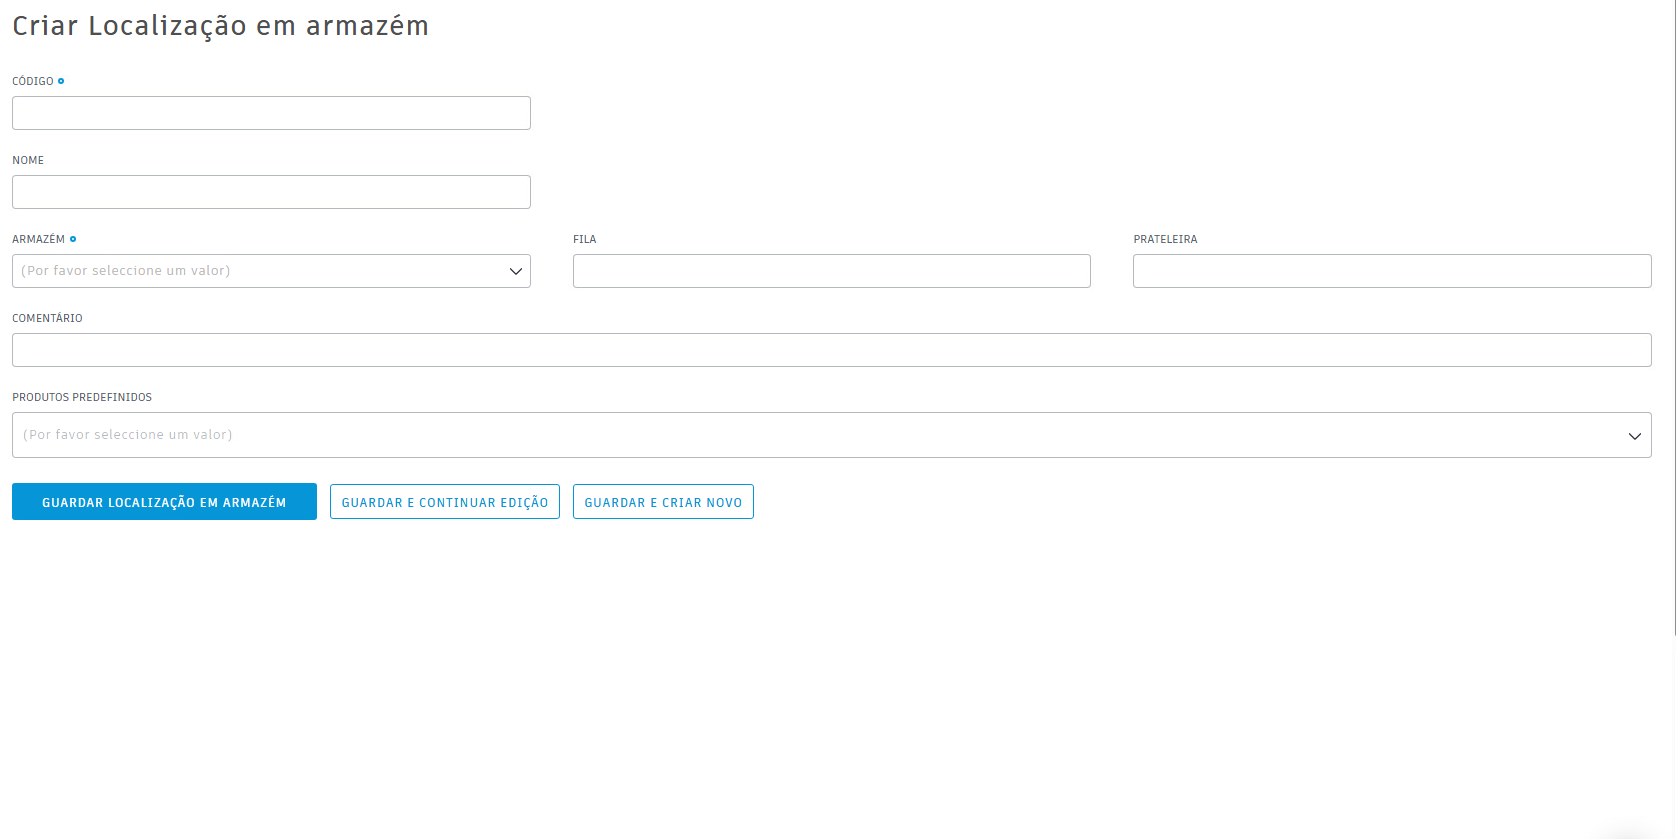 Criar Localização em armazém
CÓDIGO
NOME
ARMAZÉM FILA PRATELEIRA
(Por favor seleccione um valor)
COMENTÁRIO
PRODUTOS PREDEFINIDOS
(Por favor seleccione um valor)
GUARDAR LOCALIZAÇÃO EM ARMAZÉM GUARDAR E CONTINUAR EDIÇÃO GUARDAR E CRIAR NOVO